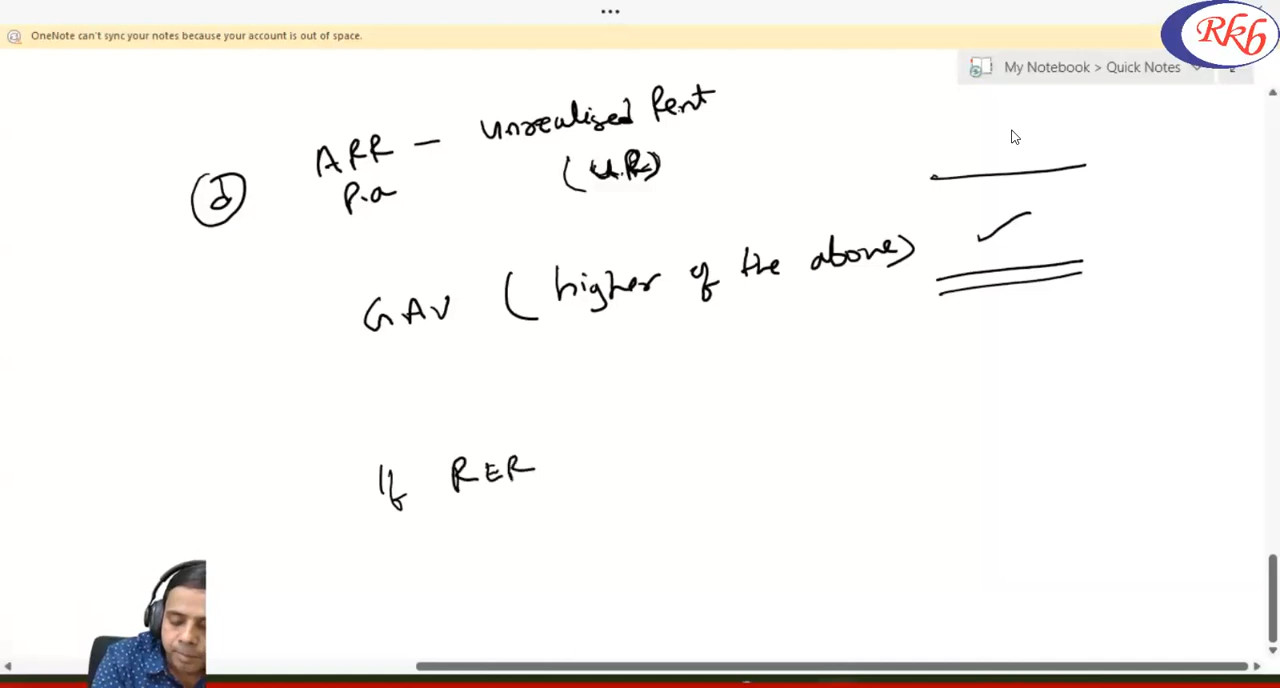 OneNote can't sync your notes because your account is out of space.
Rkb
My Notebook > Quick Notes
d ARR — unrealised Rent
p.a (U.R)
GAV (higher of the above)
If RER